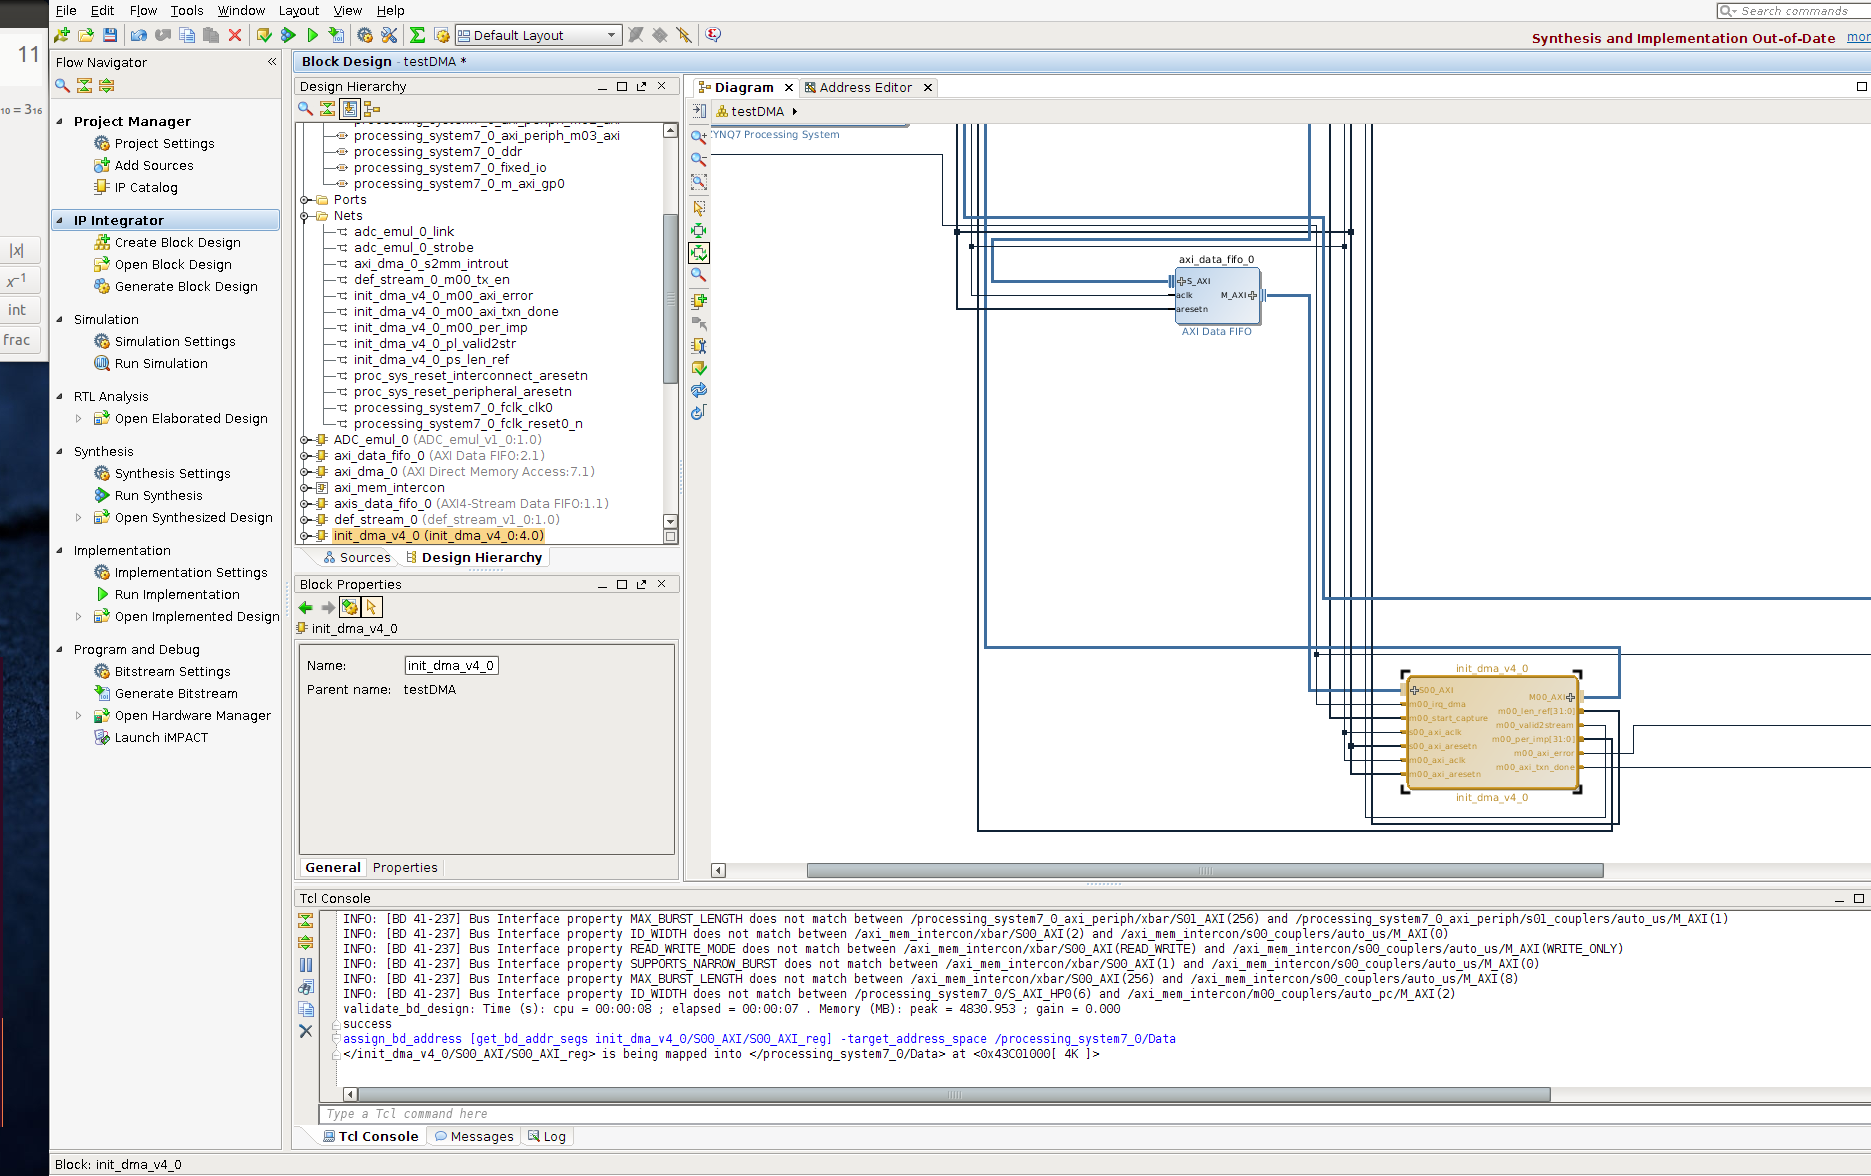 File Edit Flow Tools Window Layout View Help
Search commands
Default Layout
Synthesis and Implementation Out-of-Date
11
10 = 316
|x|
x−1
int
frac
Flow Navigator
Project Manager
Project Settings
Add Sources
IP Catalog
IP Integrator
Create Block Design
Open Block Design
Generate Block Design
Simulation
Simulation Settings
Run Simulation
RTL Analysis
Open Elaborated Design
Synthesis
Synthesis Settings
Run Synthesis
Open Synthesized Design
Implementation
Implementation Settings
Run Implementation
Open Implemented Design
Program and Debug
Bitstream Settings
Generate Bitstream
Open Hardware Manager
Launch iMPACT
Block Design - testDMA *
Design Hierarchy
processing_system7_0_axi_periph_m03_axi
processing_system7_0_ddr
processing_system7_0_fixed_io
processing_system7_0_m_axi_gp0
Ports
Nets
adc_emul_0_link
adc_emul_0_strobe
axi_dma_0_s2mm_introut
def_stream_0_m00_tx_en
init_dma_v4_0_m00_axi_error
init_dma_v4_0_m00_axi_txn_done
init_dma_v4_0_m00_per_imp
init_dma_v4_0_pl_valid2str
init_dma_v4_0_ps_len_ref
proc_sys_reset_interconnect_aresetn
proc_sys_reset_peripheral_aresetn
processing_system7_0_fclk_clk0
processing_system7_0_fclk_reset0_n
ADC_emul_0 (ADC_emul_v1_0:1.0)
axi_data_fifo_0 (AXI Data FIFO:2.1)
axi_dma_0 (AXI Direct Memory Access:7.1)
axi_mem_intercon
axis_data_fifo_0 (AXI4-Stream Data FIFO:1.1)
def_stream_0 (def_stream_v1_0:1.0)
init_dma_v4_0 (init_dma_v4_0:4.0)
Sources Design Hierarchy
Block Properties
init_dma_v4_0
Name: init_dma_v4_0
Parent name: testDMA
General Properties
Diagram Address Editor
testDMA
YNQ7 Processing System
axi_data_fifo_0
S_AXI
aclk M_AXI
aresetn
AXI Data FIFO
init_dma_v4_0
S00_AXI
m00_irq_dma
m00_start_capture
s00_axi_aclk
s00_axi_aresetn
m00_axi_aclk
m00_axi_aresetn
M00_AXI
m00_len_ref[31:0]
m00_valid2stream
m00_per_imp[31:0]
m00_axi_error
m00_axi_txn_done
init_dma_v4_0
Tcl Console
INFO: [BD 41-237] Bus Interface property MAX_BURST_LENGTH does not match between /processing_system7_0_axi_periph/xbar/S01_AXI(256) and /processing_system7_0_axi_periph/s01_couplers/auto_us/M_AXI(1)
INFO: [BD 41-237] Bus Interface property ID_WIDTH does not match between /axi_mem_intercon/xbar/S00_AXI(2) and /axi_mem_intercon/s00_couplers/auto_us/M_AXI(0)
INFO: [BD 41-237] Bus Interface property READ_WRITE_MODE does not match between /axi_mem_intercon/xbar/S00_AXI(READ_WRITE) and /axi_mem_intercon/s00_couplers/auto_us/M_AXI(WRITE_ONLY)
INFO: [BD 41-237] Bus Interface property SUPPORTS_NARROW_BURST does not match between /axi_mem_intercon/xbar/S00_AXI(1) and /axi_mem_intercon/s00_couplers/auto_us/M_AXI(0)
INFO: [BD 41-237] Bus Interface property MAX_BURST_LENGTH does not match between /axi_mem_intercon/xbar/S00_AXI(256) and /axi_mem_intercon/s00_couplers/auto_us/M_AXI(8)
INFO: [BD 41-237] Bus Interface property ID_WIDTH does not match between /processing_system7_0/S_AXI_HP0(6) and /axi_mem_intercon/m00_couplers/auto_pc/M_AXI(2)
validate_bd_design: Time (s): cpu = 00:00:08 ; elapsed = 00:00:07 . Memory (MB): peak = 4830.953 ; gain = 0.000
success
assign_bd_address [get_bd_addr_segs init_dma_v4_0/S00_AXI/S00_AXI_reg] -target_address_space /processing_system7_0/Data
</init_dma_v4_0/S00_AXI/S00_AXI_reg> is being mapped into </processing_system7_0/Data> at <0x43C01000[ 4K ]>
Type a Tcl command here
Tcl Console Messages Log
Block: init_dma_v4_0